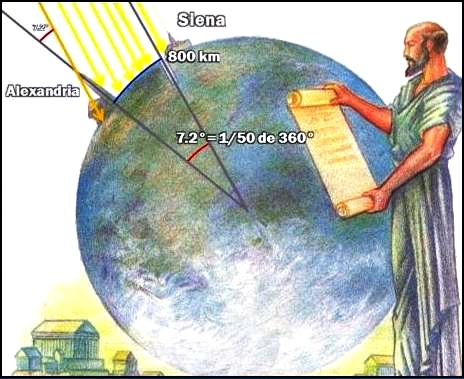 7.2°
Siena
800 km
Alexandria
7.2°=1/50 de 360°